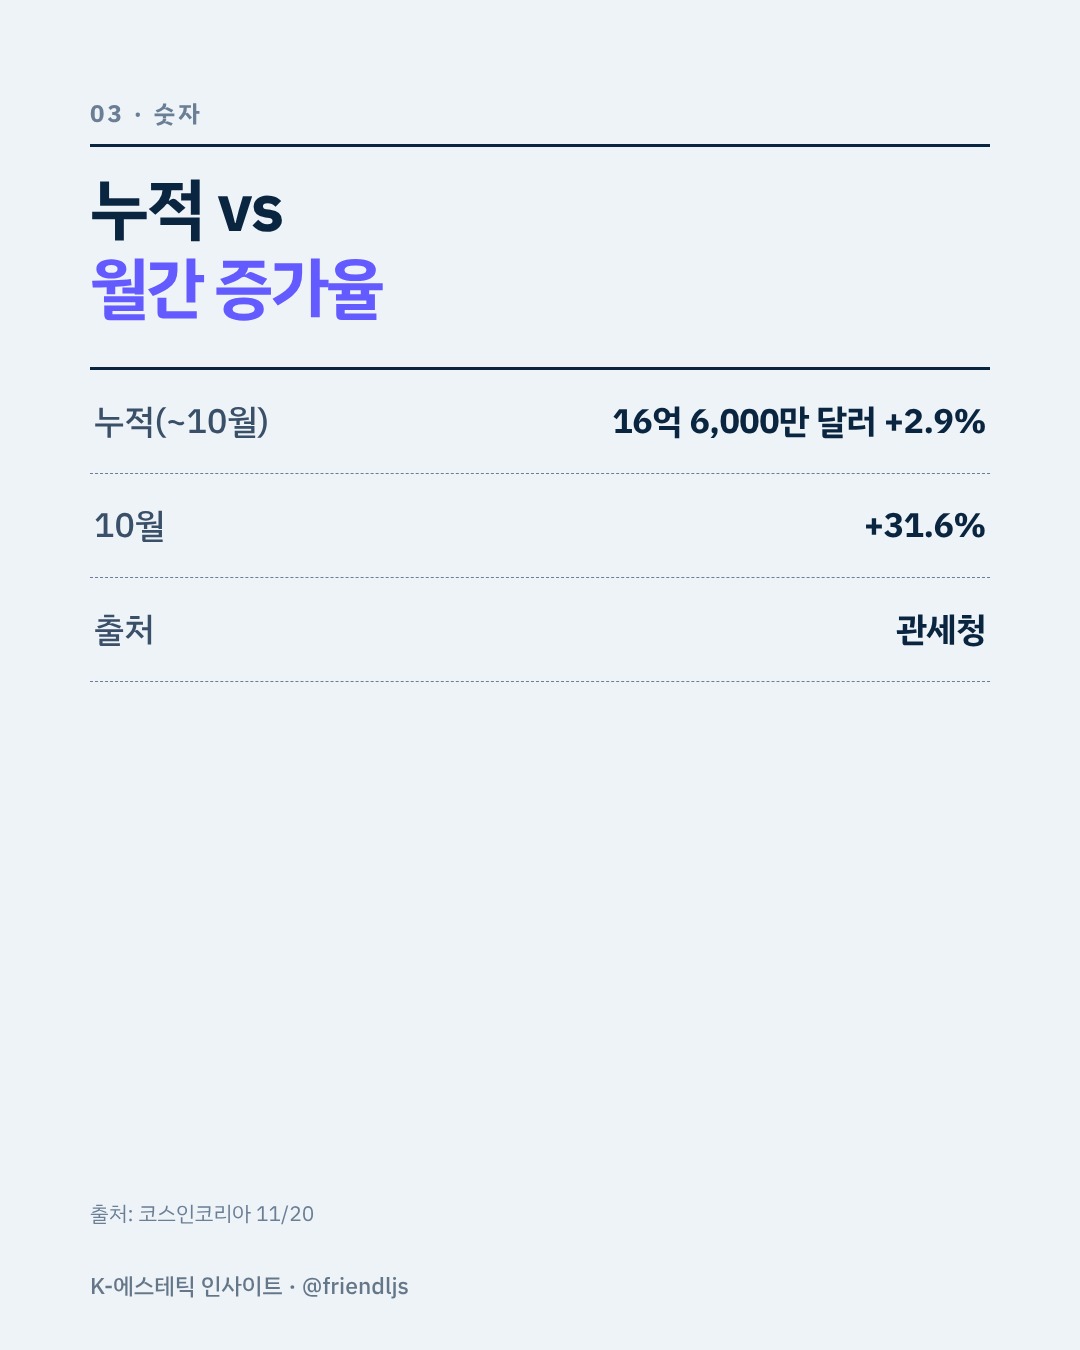 03 · 숫자
누적 vs
월간 증가율
누적(~10월) 16억 6,000만 달러 +2.9%
10월 +31.6%
출처 관세청
출처: 코스인코리아 11/20
K-에스테틱 인사이트 · @friendljs